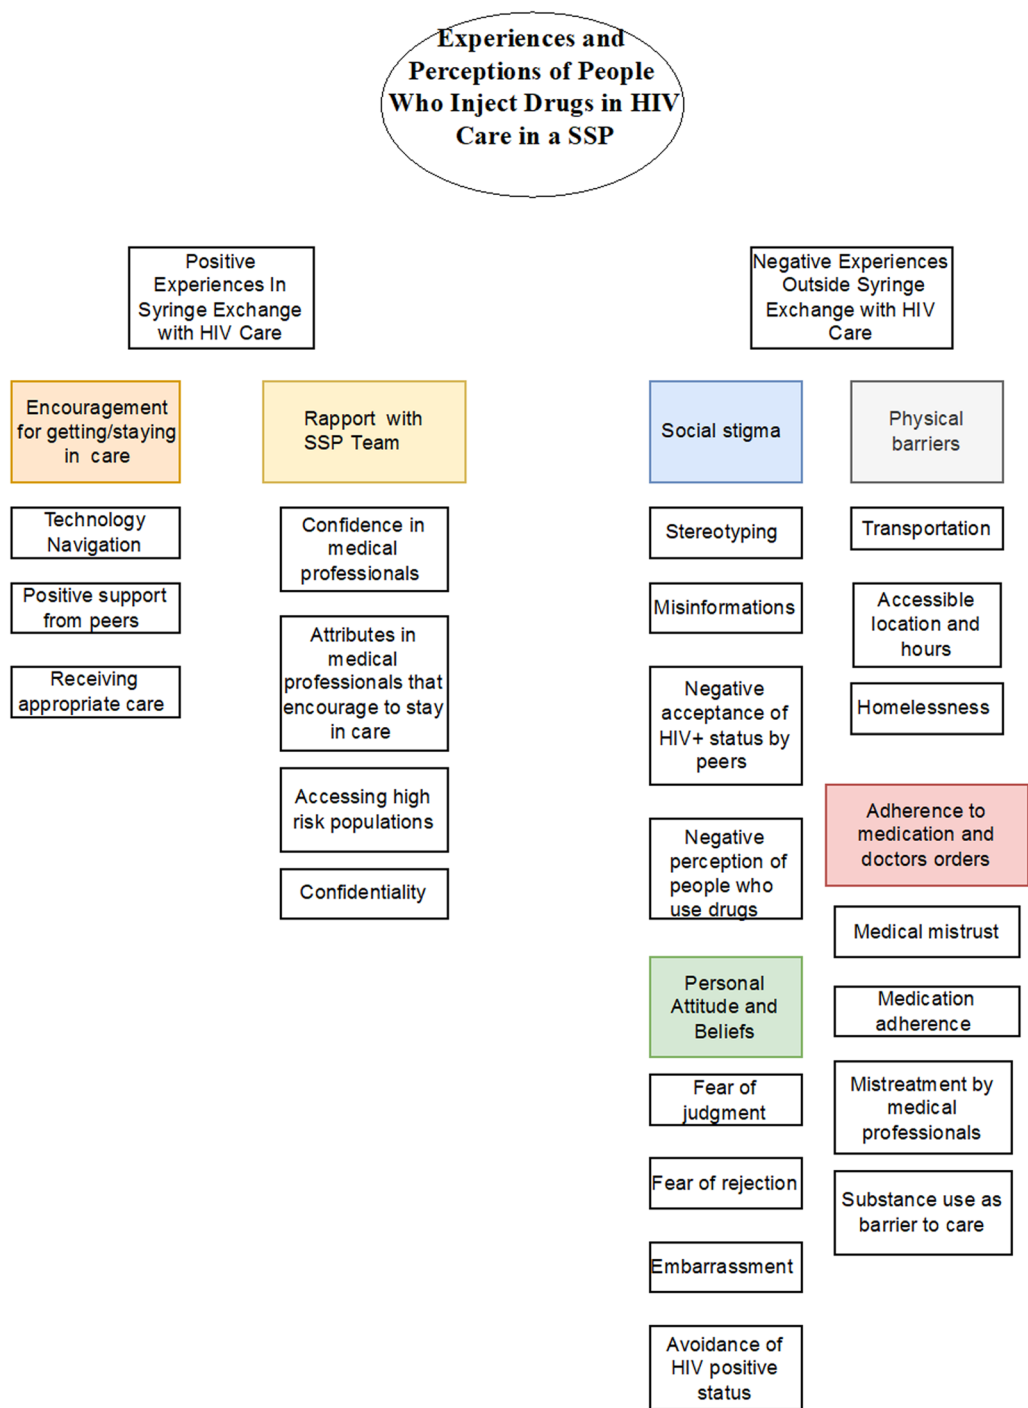 Experiences and
Perceptions of People
Who Inject Drugs in HIV
Care in a SSP
Positive
Experiences In
Syringe Exchange
with HIV Care
Negative Experiences
Outside Syringe
Exchange with HIV
Care
Encouragement
for getting/staying
in care
Technology
Navigation
Positive support
from peers
Receiving
appropriate care
Rapport with
SSP Team
Confidence in
medical
professionals
Attributes in
medical
professionals that
encourage to stay
in care
Accessing high
risk populations
Confidentiality
Social stigma
Stereotyping
Misinformations
Negative
acceptance of
HIV+ status by
peers
Negative
perception of
people who
use drugs
Personal
Attitude and
Beliefs
Fear of
judgment
Fear of rejection
Embarrassment
Avoidance of
HIV positive
status
Physical
barriers
Transportation
Accessible
location and
hours
Homelessness
Adherence to
medication and
doctors orders
Medical mistrust
Medication
adherence
Mistreatment by
medical
professionals
Substance use as
barrier to care